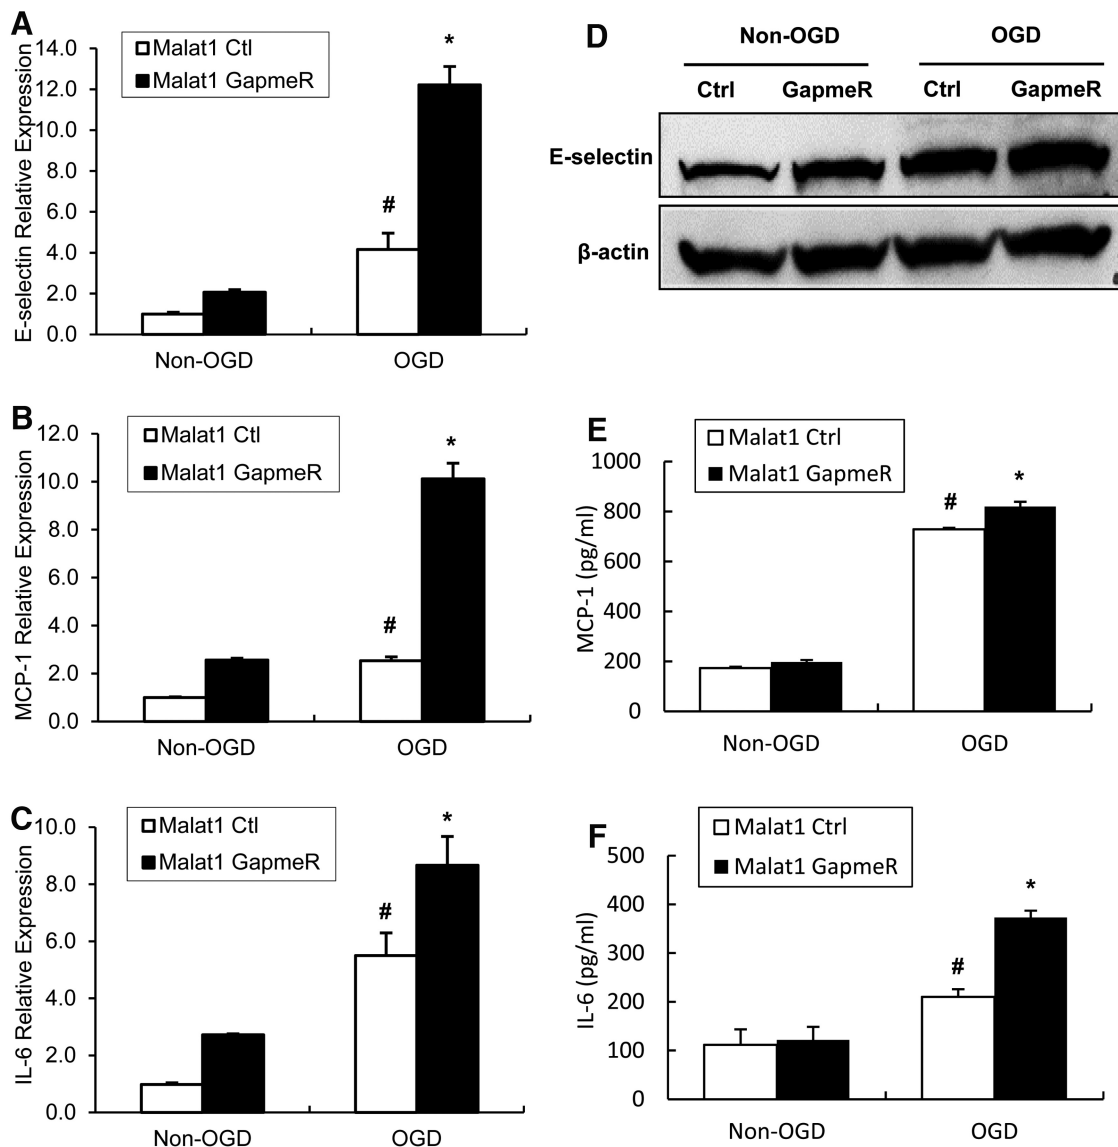 A
Malat1 Ctl
Malat1 GapmeR
E-selectin Relative Expression
14.0
12.0
10.0
8.0
6.0
4.0
2.0
0.0
*
#
Non-OGD OGD
D
Non-OGD OGD
Ctrl GapmeR Ctrl GapmeR
E-selectin
β-actin
B
Malat1 Ctl
Malat1 GapmeR
MCP-1 Relative Expression
12.0
10.0
8.0
6.0
4.0
2.0
0.0
*
#
Non-OGD OGD
E
Malat1 Ctrl
Malat1 GapmeR
MCP-1 (pg/ml)
1000
800
600
400
200
0
#
*
Non-OGD OGD
C
Malat1 Ctl
Malat1 GapmeR
IL-6 Relative Expression
10.0
8.0
6.0
4.0
2.0
0.0
*
#
Non-OGD OGD
F
Malat1 Ctrl
Malat1 GapmeR
IL-6 (pg/ml)
500
400
300
200
100
0
*
#
Non-OGD OGD